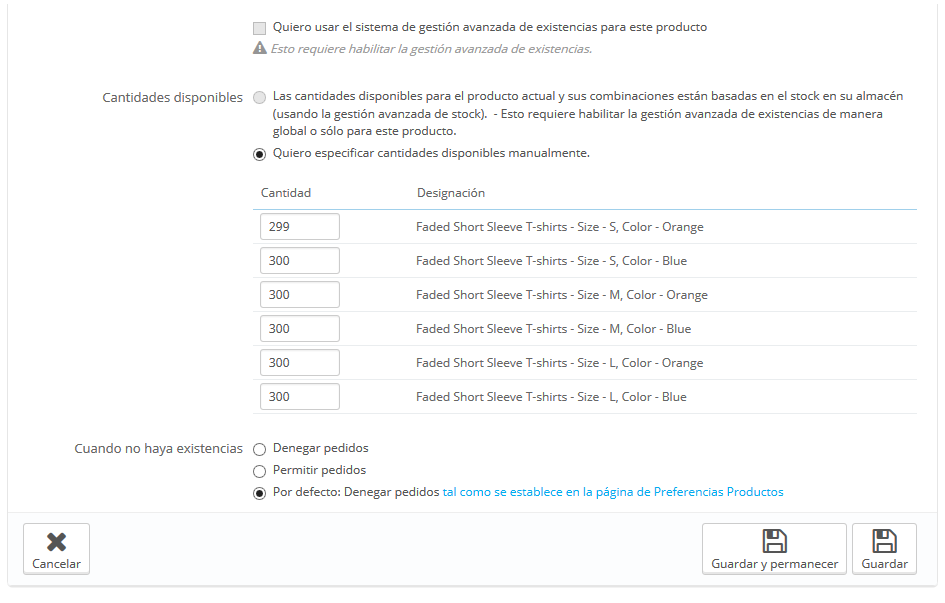 Quiero usar el sistema de gestión avanzada de existencias para este producto
Esto requiere habilitar la gestión avanzada de existencias.
Cantidades disponibles
Las cantidades disponibles para el producto actual y sus combinaciones están basadas en el stock en su almacén
(usando la gestión avanzada de stock).  - Esto requiere habilitar la gestión avanzada de existencias de manera
global o sólo para este producto.
Quiero especificar cantidades disponibles manualmente.
Cantidad Designación
299 Faded Short Sleeve T-shirts - Size - S, Color - Orange
300 Faded Short Sleeve T-shirts - Size - S, Color - Blue
300 Faded Short Sleeve T-shirts - Size - M, Color - Orange
300 Faded Short Sleeve T-shirts - Size - M, Color - Blue
300 Faded Short Sleeve T-shirts - Size - L, Color - Orange
300 Faded Short Sleeve T-shirts - Size - L, Color - Blue
Cuando no haya existencias Denegar pedidos
Permitir pedidos
Por defecto: Denegar pedidos tal como se establece en la página de Preferencias Productos
Cancelar Guardar y permanecer Guardar